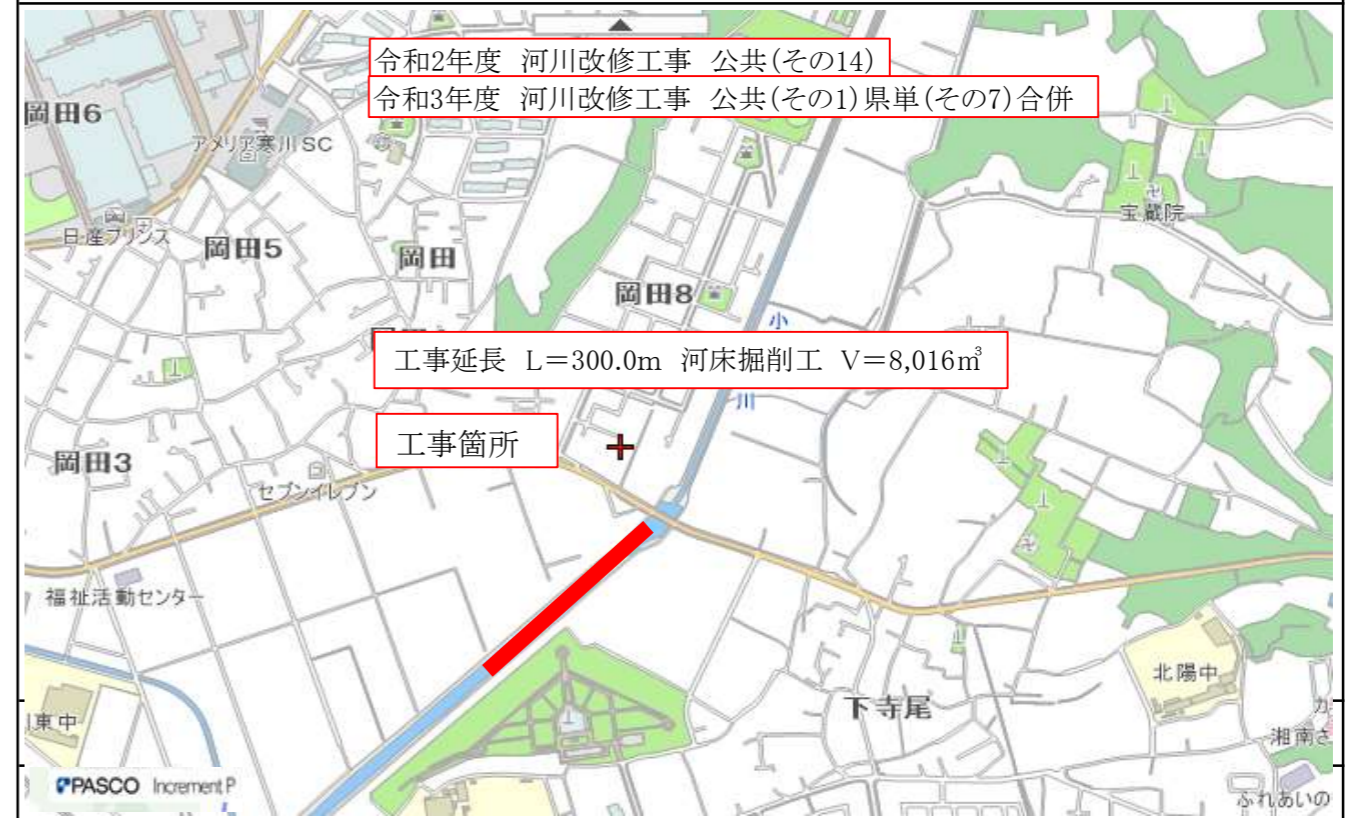 令和2年度 河川改修工事 公共(その14)
令和3年度 河川改修工事 公共(その1)県単(その7)合併
岡田6
アメリア寒川SC
宝蔵院
日産プリンス
岡田5
岡田
岡田8
小
工事延長 L=300.0m 河床掘削工 V=8,016㎥
川
工事箇所
岡田3
セブンイレブン
福祉活動センター
北陽中
下寺尾
東中
湘南さ
PASCO Increment P
ふれあいの